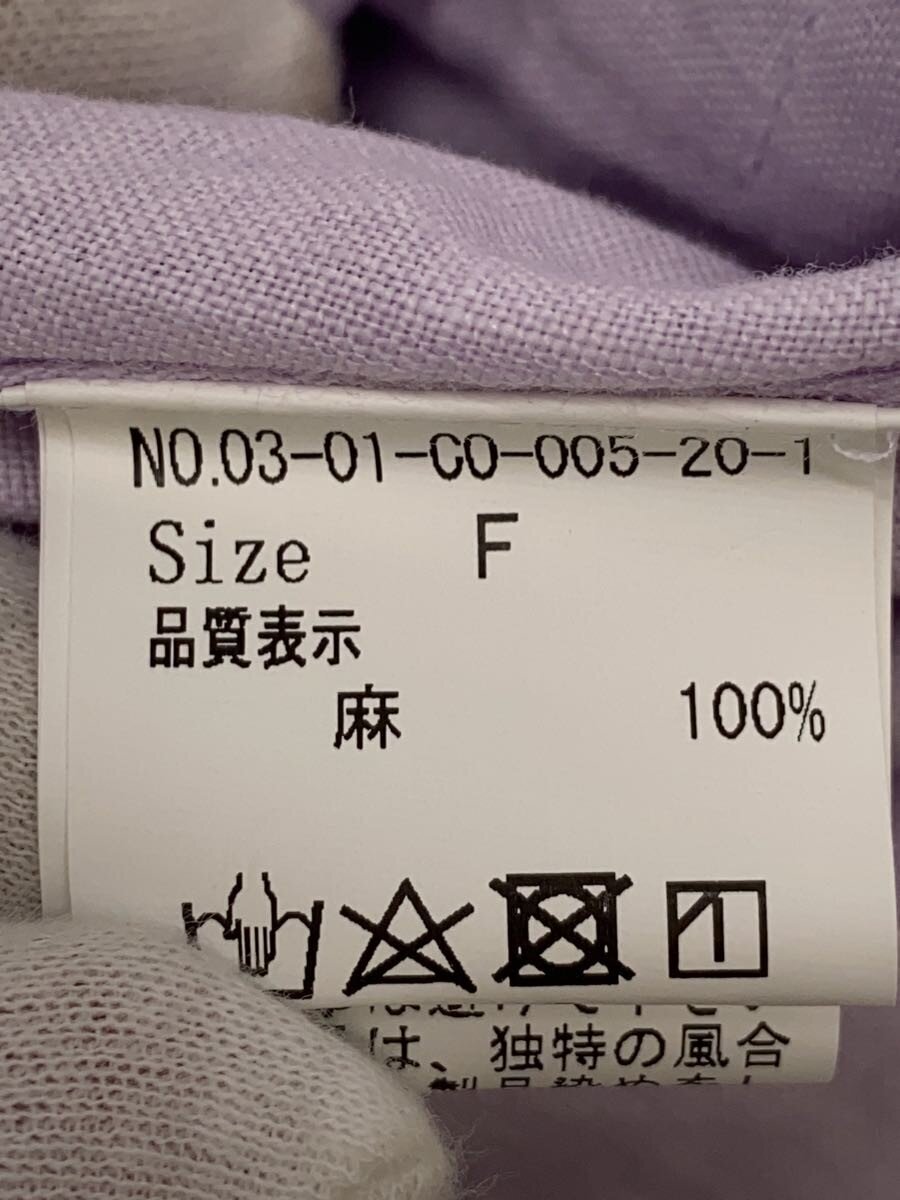 NO.03-01-CO-005-20-1
Size F
品質表示
麻 100%
は、独特の風合